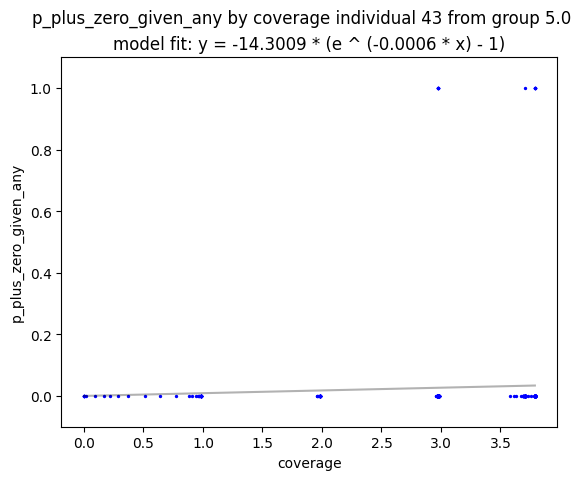 p_plus_zero_given_any by coverage individual 43 from group 5.0
model fit: y = -14.3009 * (e ^ (-0.0006 * x) - 1)
1.0
0.8
0.6
0.4
0.2
0.0
p_plus_zero_given_any
0.0 0.5 1.0 1.5 2.0 2.5 3.0 3.5
coverage